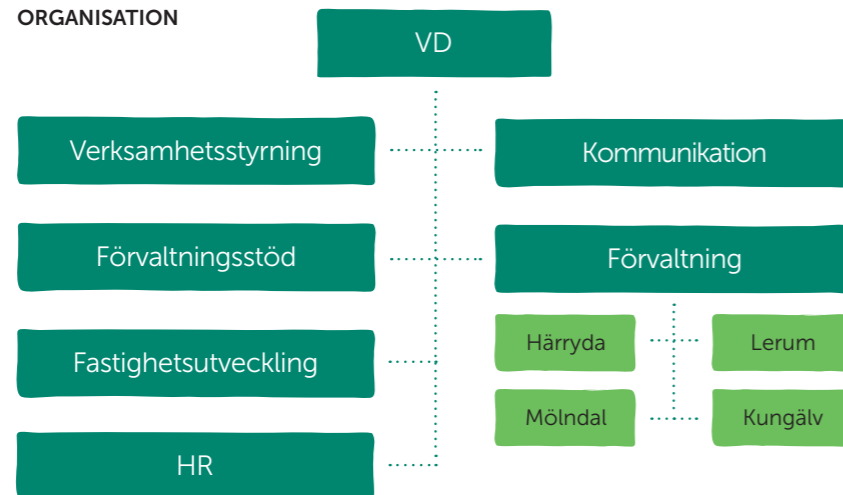 ORGANISATION
VD
Verksamhetsstyrning
Kommunikation
Förvaltningsstöd
Förvaltning
Härryda
Lerum
Fastighetsutveckling
Mölndal
Kungälv
HR